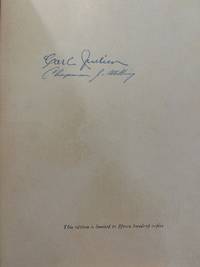 Carl Julien
Chapman J. Milling
This edition is limited to fifteen hundred copies